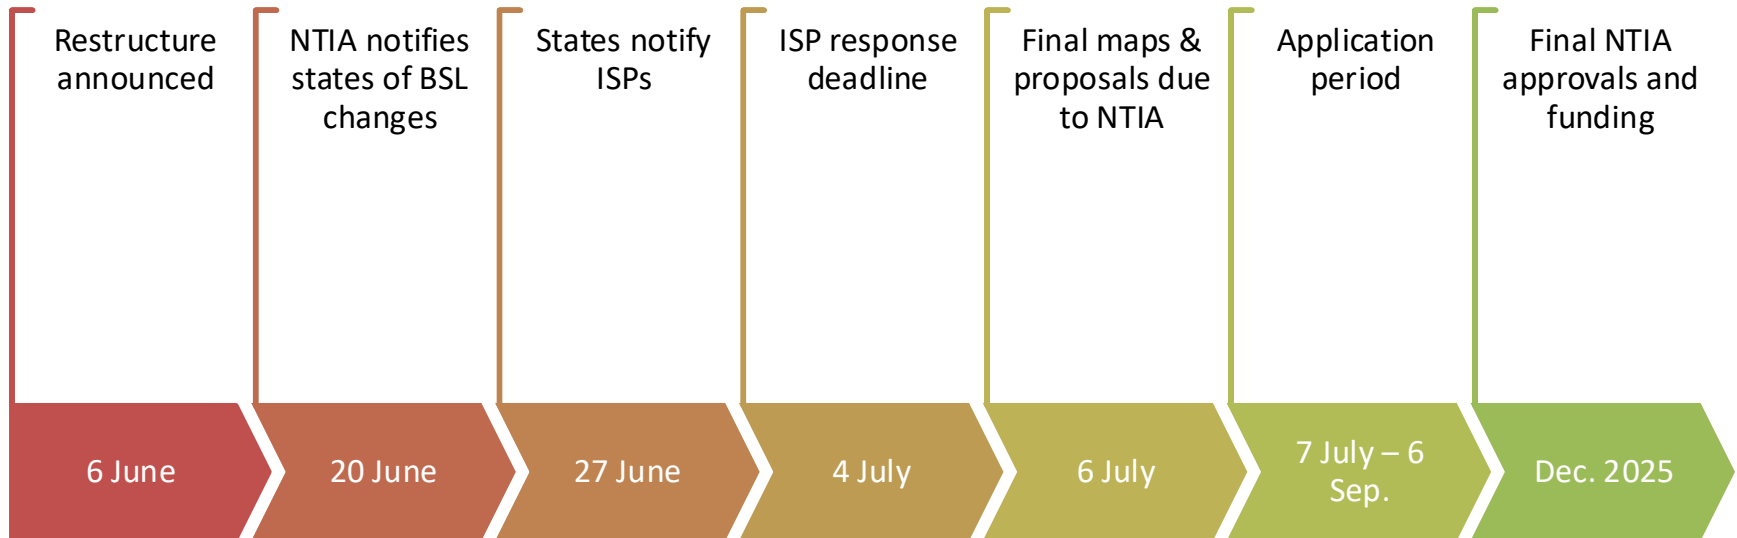 Restructure
announced
NTIA notifies
states of BSL
changes
States notify
ISPs
ISP response
deadline
Final maps &
proposals due
to NTIA
Application
period
Final NTIA
approvals and
funding
6 June
20 June
27 June
4 July
6 July
7 July – 6
Sep.
Dec. 2025